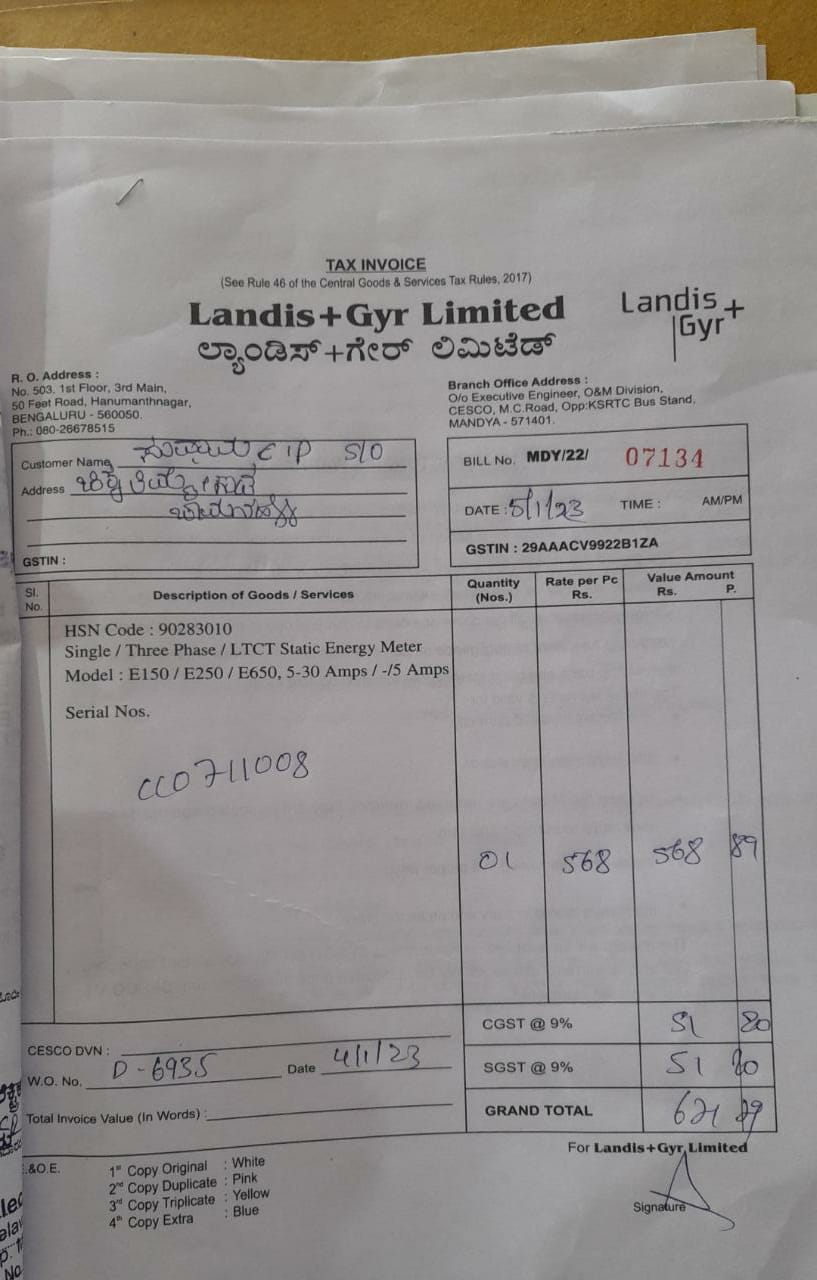 TAX INVOICE
(See Rule 46 of the Central Goods & Services Tax Rules, 2017)
Landis+Gyr Limited
ಲ್ಯಾಂಡಿಸ್+ಗೇರ್ ಲಿಮಿಟೆಡ್
Landis+
Gyr
R. O. Address :
No. 503. 1st Floor, 3rd Main,
50 Feet Road, Hanumanthnagar,
BENGALURU - 560050.
Ph.: 080-26678515
Branch Office Address :
O/o Executive Engineer, O&M Division,
CESCO, M.C.Road, Opp:KSRTC Bus Stand,
MANDYA - 571401.
Customer Name S/O
Address
GSTIN :
BILL No. MDY/22/ 07134
DATE : 5/1/23 TIME : AM/PM
GSTIN : 29AAACV9922B1ZA
Sl. No. Description of Goods / Services Quantity (Nos.) Rate per Pc Rs. Value Amount Rs. P.
HSN Code : 90283010
Single / Three Phase / LTCT Static Energy Meter
Model : E150 / E250 / E650, 5-30 Amps / -/5 Amps
Serial Nos.
CC0711008
01 568 568 89
CGST @ 9% 51 80
CESCO DVN :
W.O. No. D-6935 Date 4/1/23
SGST @ 9% 51
Total Invoice Value (In Words) :
GRAND TOTAL
For Landis+Gyr Limited
&O.E.
1st Copy Original : White
2nd Copy Duplicate : Pink
3rd Copy Triplicate : Yellow
4th Copy Extra : Blue
Signature